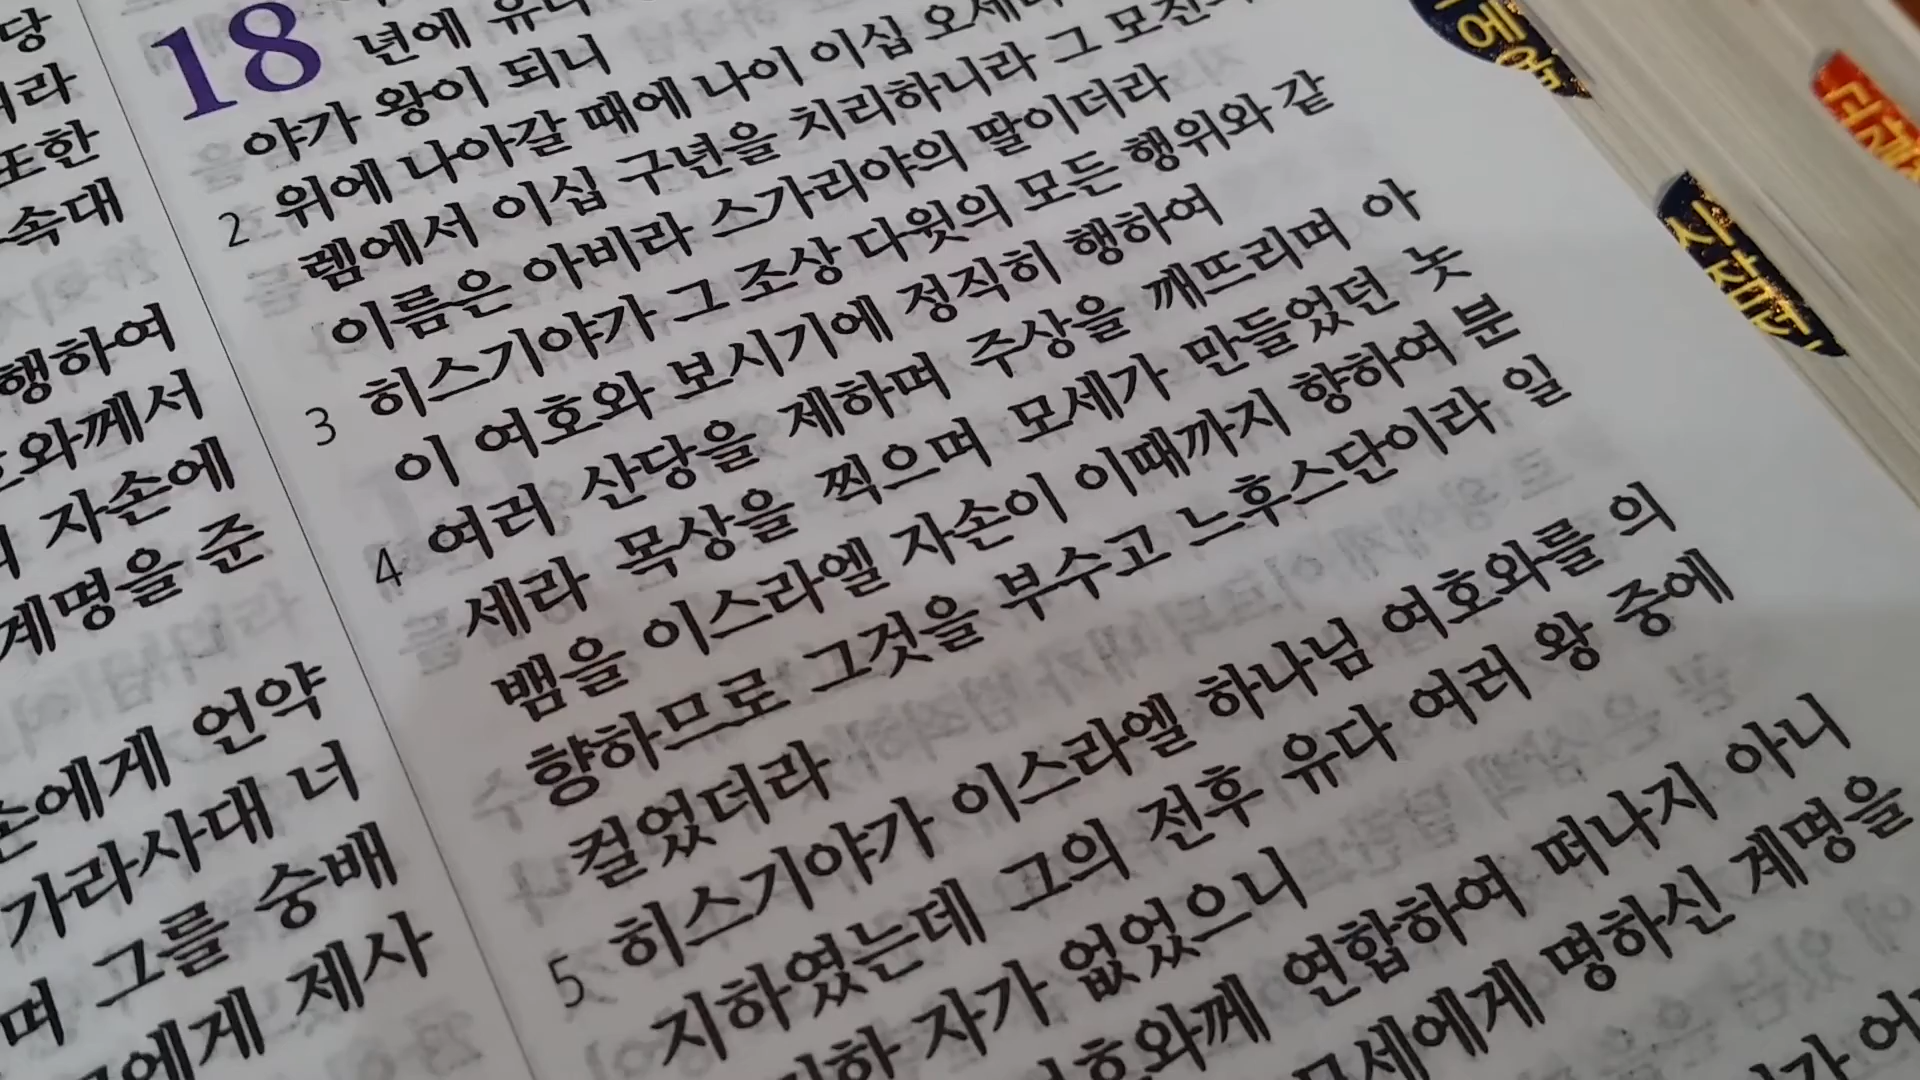 당
라
또한
속대
행하여
와께서
자손에
계명을 준
손에게 언약
가라사대 너
며 그를 숭배
에게 제사
18
년에 유다
야가 왕이 되니
2 위에 나아갈 때에 나이 이십 오세라
렘에서 이십 구년을 치리하니라 그 모친의
이름은 아비라 스가리야의 딸이더라
3 히스기야가 그 조상 다윗의 모든 행위와 같
이 여호와 보시기에 정직히 행하여
4 여러 산당을 제하며 주상을 깨뜨리며 아
세라 목상을 찍으며 모세가 만들었던 놋
뱀을 이스라엘 자손이 이때까지 향하여 분
향하므로 그것을 부수고 느후스단이라 일
컬었더라
5 히스기야가 이스라엘 하나님 여호와를 의
지하였는데 그의 전후 유다 여러 왕 중에
자가 없었으니
여호와께 연합하여 떠나지 아니
모세에게 명하신 계명을
에
사